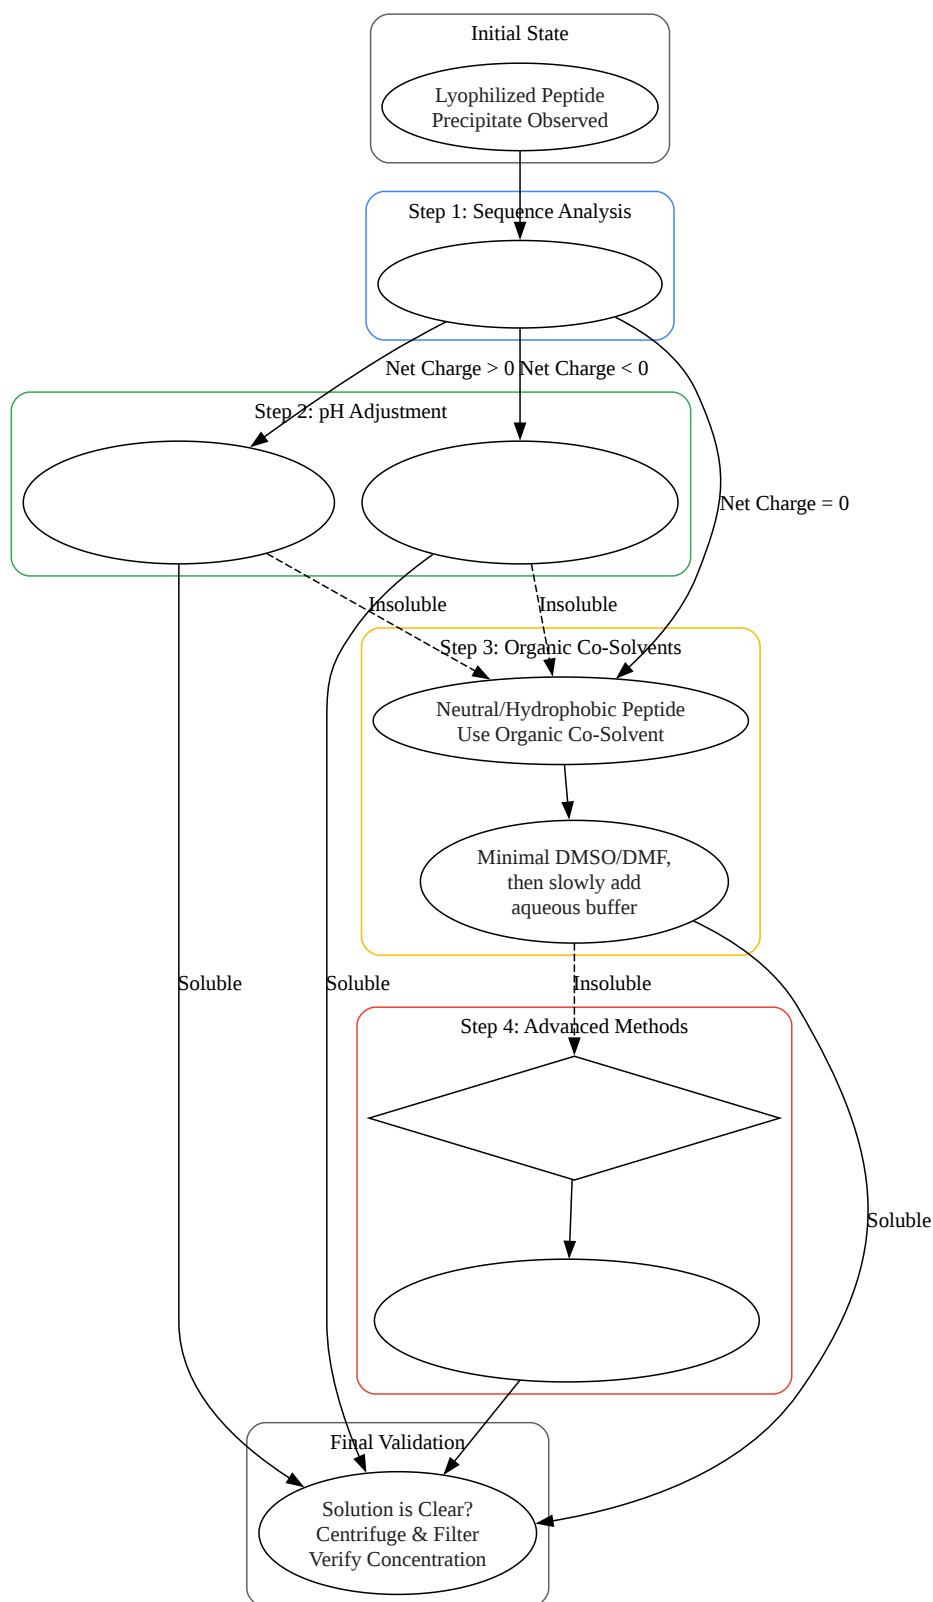 Initial State
Lyophilized Peptide
Precipitate Observed
Step 1: Sequence Analysis
Net Charge > 0
Net Charge < 0
Step 2: pH Adjustment
Net Charge = 0
Insoluble
Insoluble
Step 3: Organic Co-Solvents
Neutral/Hydrophobic Peptide
Use Organic Co-Solvent
Minimal DMSO/DMF,
then slowly add
aqueous buffer
Soluble
Soluble
Insoluble
Step 4: Advanced Methods
Soluble
Final Validation
Solution is Clear?
Centrifuge & Filter
Verify Concentration